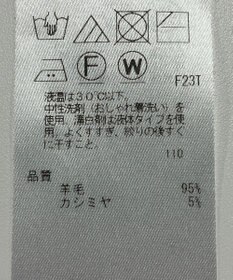 F W
F23T
液温は30℃以下、
中性洗剤(おしゃれ着洗い)を
使用。漂白剤は液体タイプを使
用。よくすすぎ、絞りの後すぐ
に干すこと。
110
品質
羊毛 95%
カシミヤ 5%